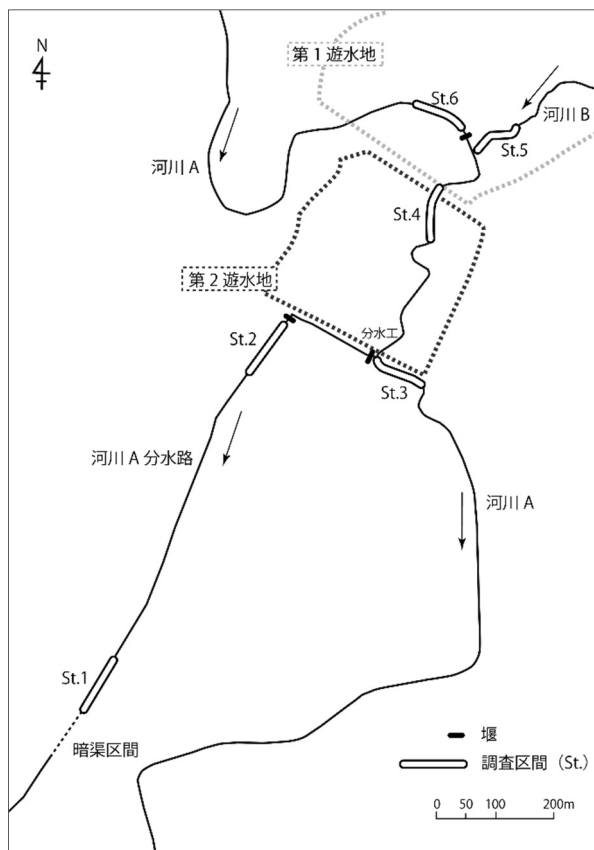 N
第1遊水地
St.6
河川 B
St.5
河川 A
St.4
第2遊水地
分水工
St.2
St.3
河川 A 分水路
河川 A
St.1
暗渠区間
堰
調査区間（St.）
0 50 100 200m